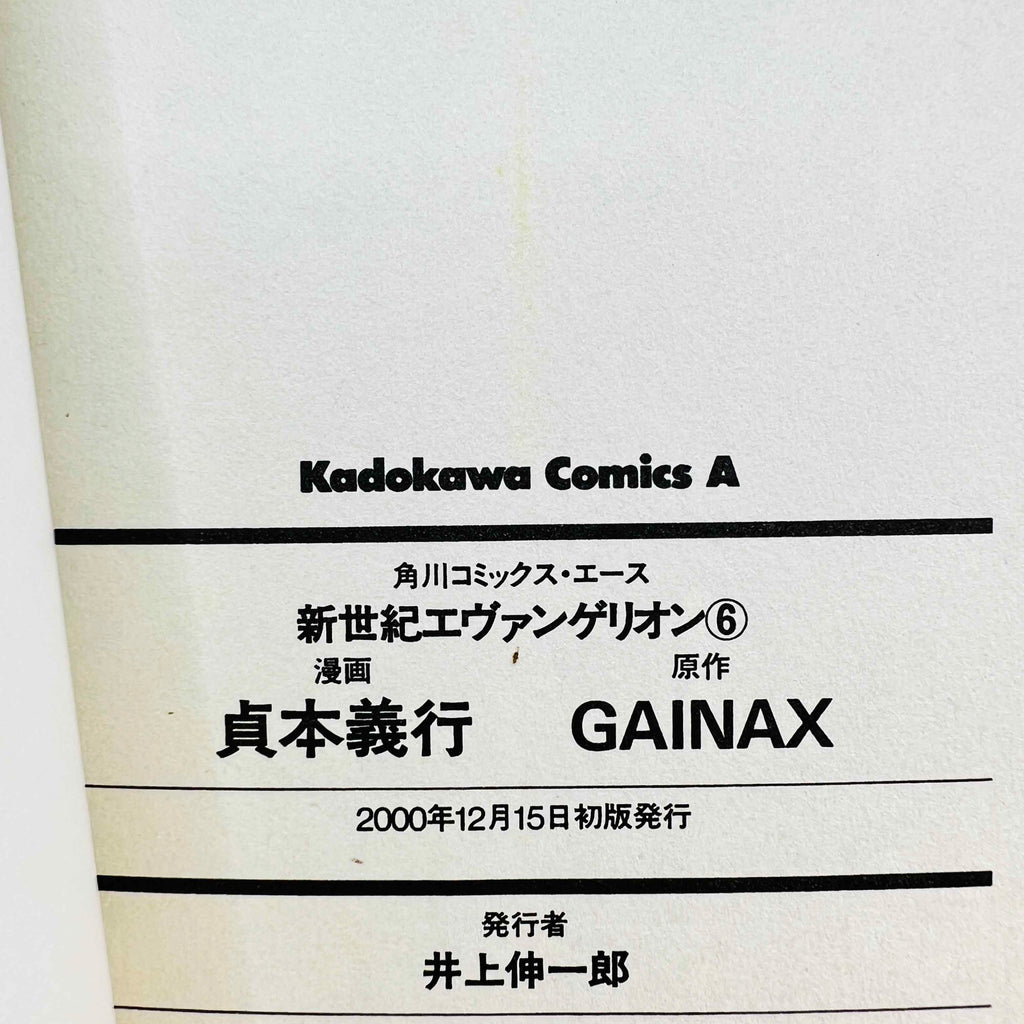 Kadokawa Comics A
角川コミックス・エース
新世紀エヴァンゲリオン⑥
漫画 原作
貞本義行 GAINAX
2000年12月15日初版発行
発行者
井上伸一郎